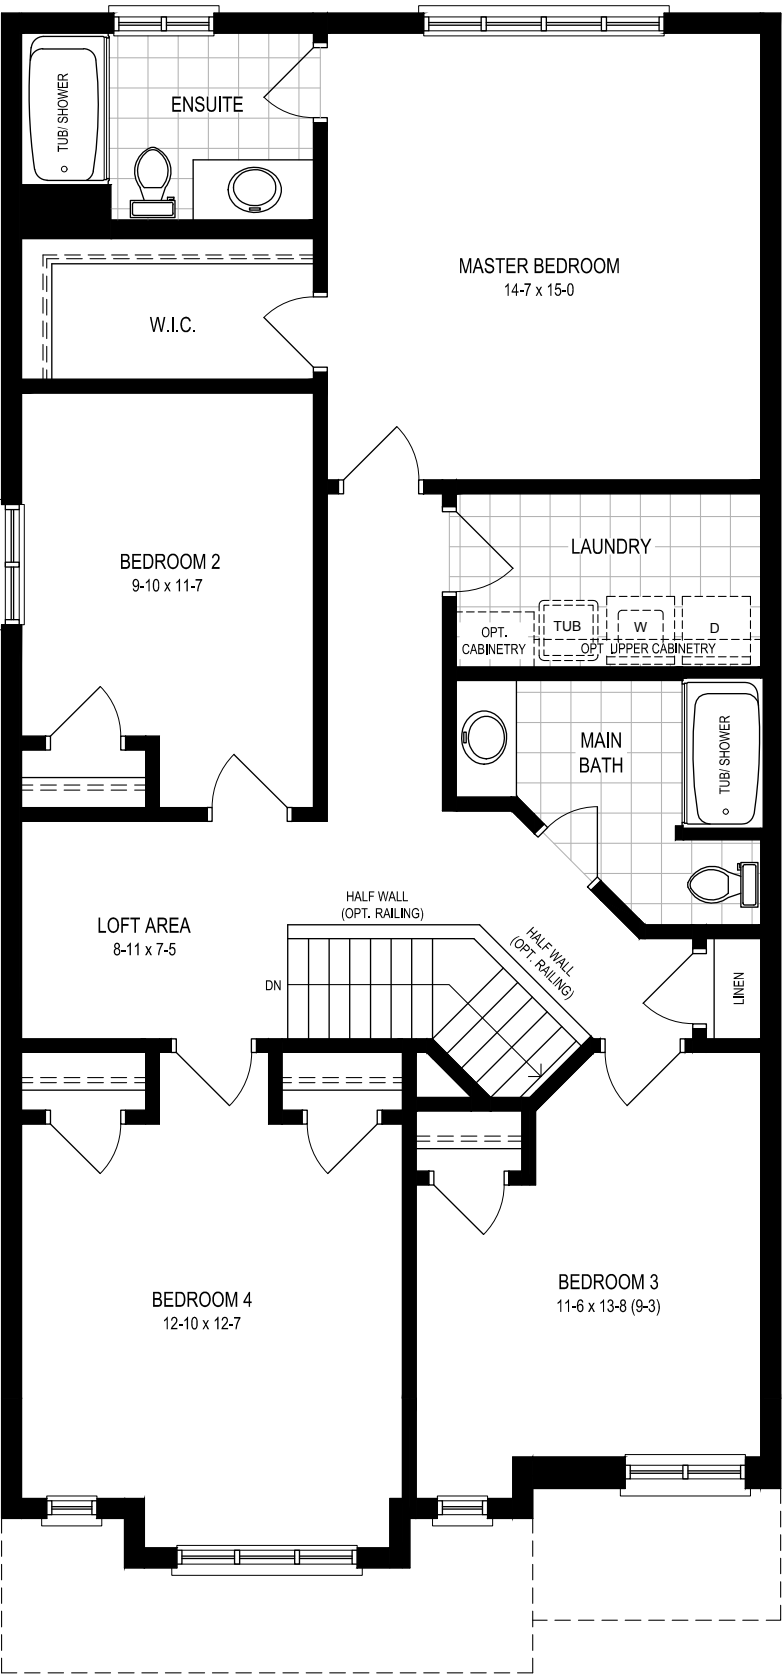 TUB/ SHOWER
ENSUITE
MASTER BEDROOM
14-7 x 15-0
W.I.C.
BEDROOM 2
9-10 x 11-7
LAUNDRY
OPT.
CABINETRY
TUB
W
D
OPT. UPPER CABINETRY
MAIN
BATH
TUB/ SHOWER
HALF WALL
(OPT. RAILING)
LOFT AREA
8-11 x 7-5
HALF WALL
(OPT. RAILING)
DN
LINEN
BEDROOM 3
11-6 x 13-8 (9-3)
BEDROOM 4
12-10 x 12-7